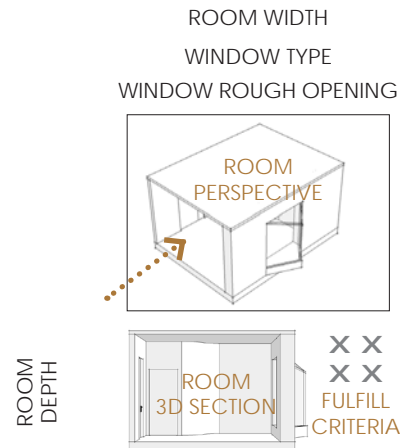 ROOM WIDTH
WINDOW TYPE
WINDOW ROUGH OPENING
ROOM
PERSPECTIVE
ROOM
DEPTH
ROOM
3D SECTION
X X
X X
FULFILL
CRITERIA